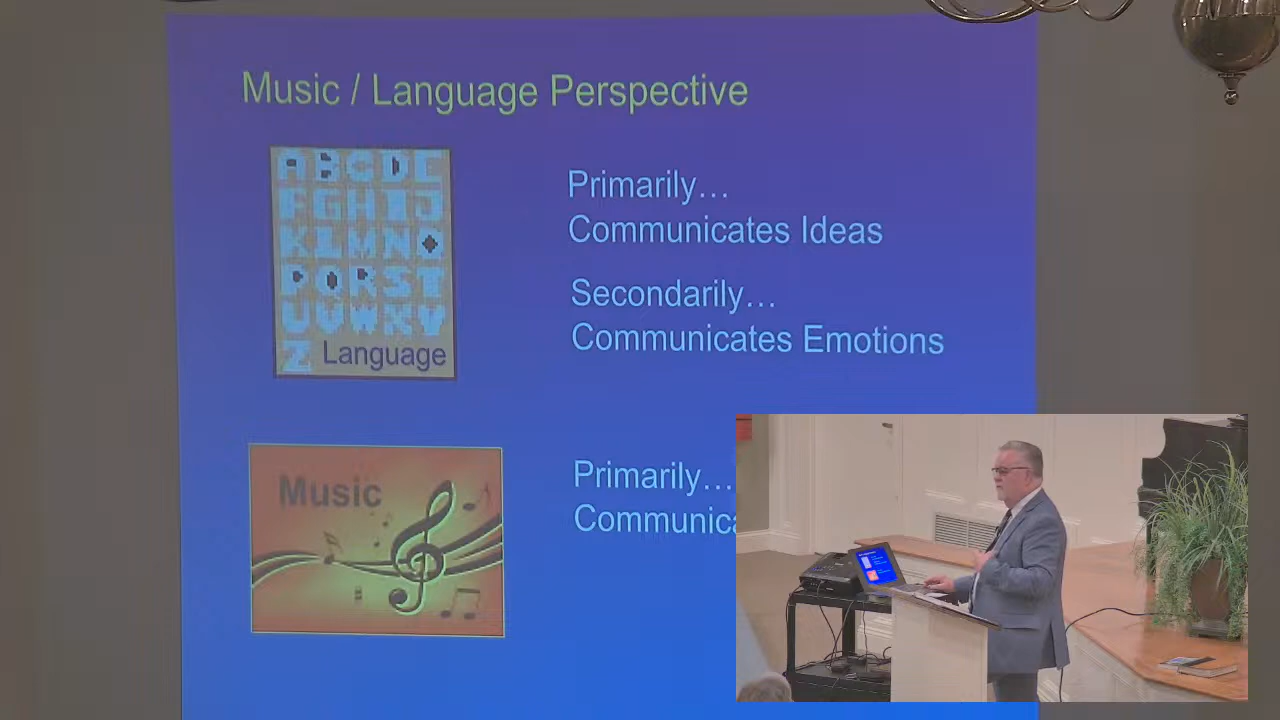 Music / Language Perspective
A B C D E
F G H I J
K L M N O
P Q R S T
U V W X Y
Z Language
Primarily…
Communicates Ideas
Secondarily…
Communicates Emotions
Music
Primarily…